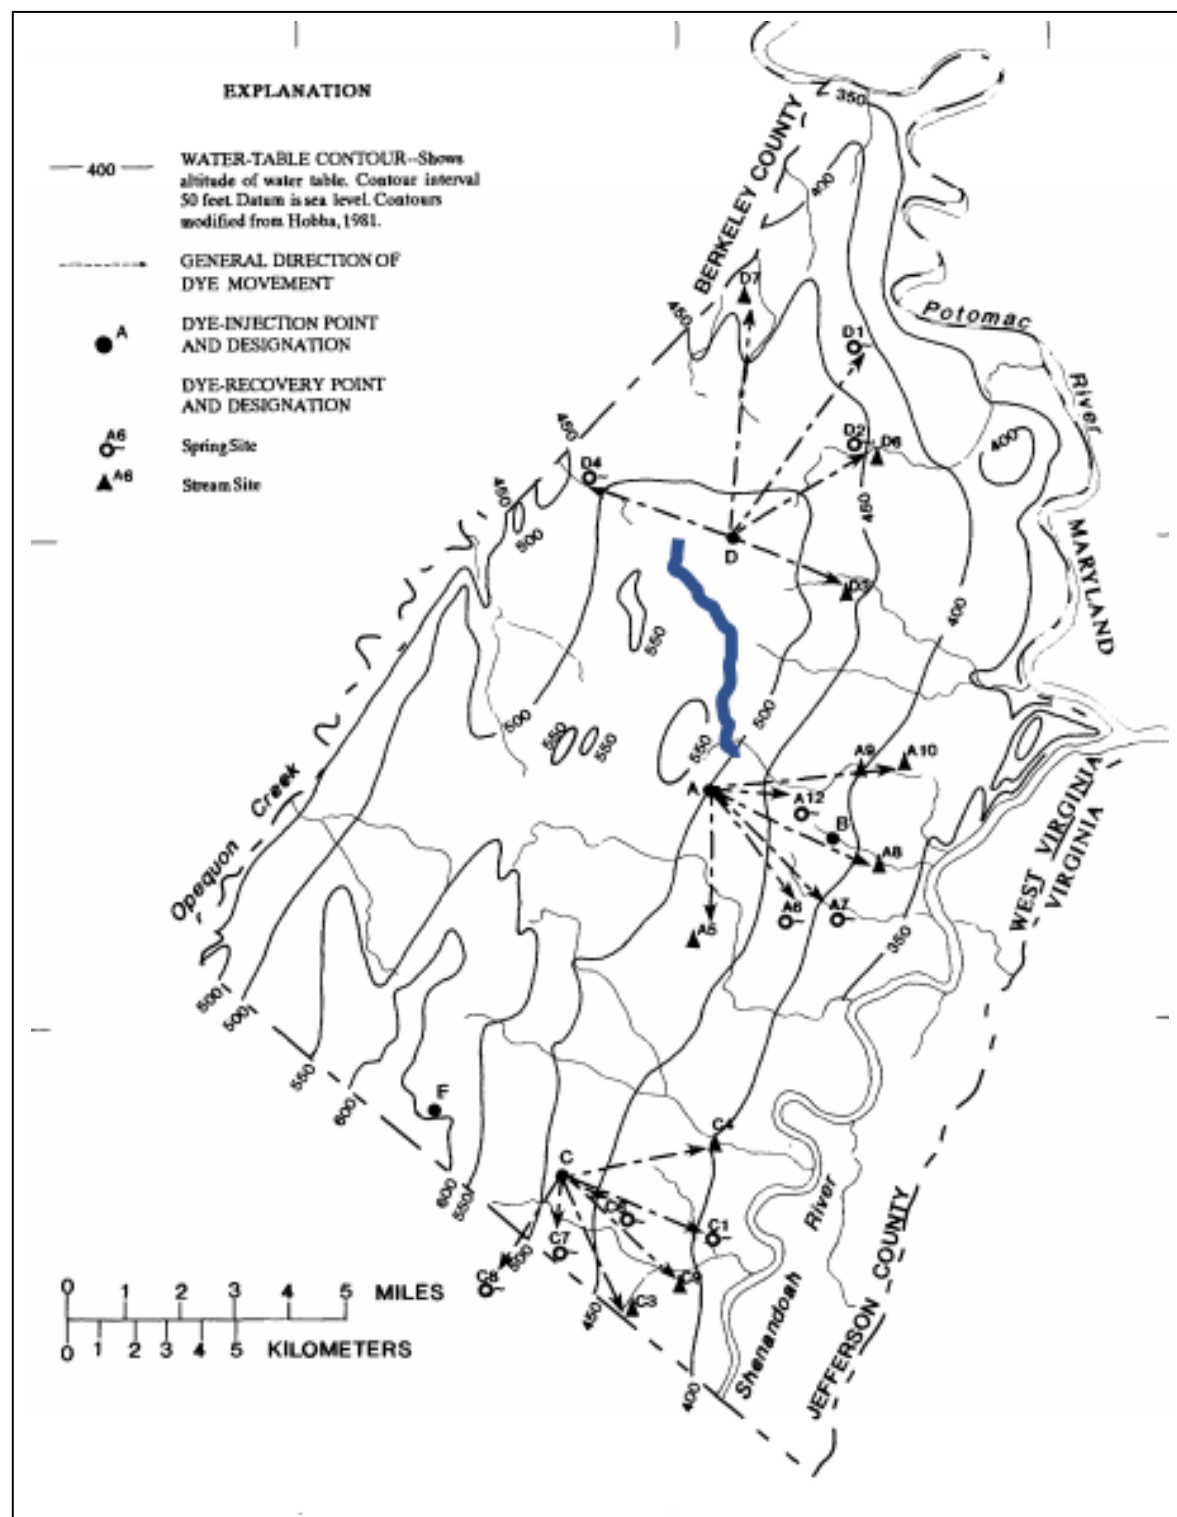 EXPLANATION
400
WATER-TABLE CONTOUR--Shows
altitude of water table. Contour interval
50 feet. Datum is sea level. Contours
modified from Hobba, 1981.
GENERAL DIRECTION OF
DYE MOVEMENT
A
DYE-INJECTION POINT
AND DESIGNATION
DYE-RECOVERY POINT
AND DESIGNATION
A6
Spring Site
A6
Stream Site
350
BERKELEY COUNTY
400
D7
450
Potomac
D1
River
D2
D6
400
450
D4
450
450
500
D
MARYLAND
D3
400
550
500
500
550
550
550
A9
A10
A
A12
B
A8
Opequon Creek
WEST VIRGINIA
VIRGINIA
A6
A7
A5
350
500
500
550
600
F
C4
C
600
550
C1
C7
500
C8
C3
450
River
Shenandoah
400
JEFFERSON COUNTY
0 1 2 3 4 5 MILES
0 1 2 3 4 5 KILOMETERS